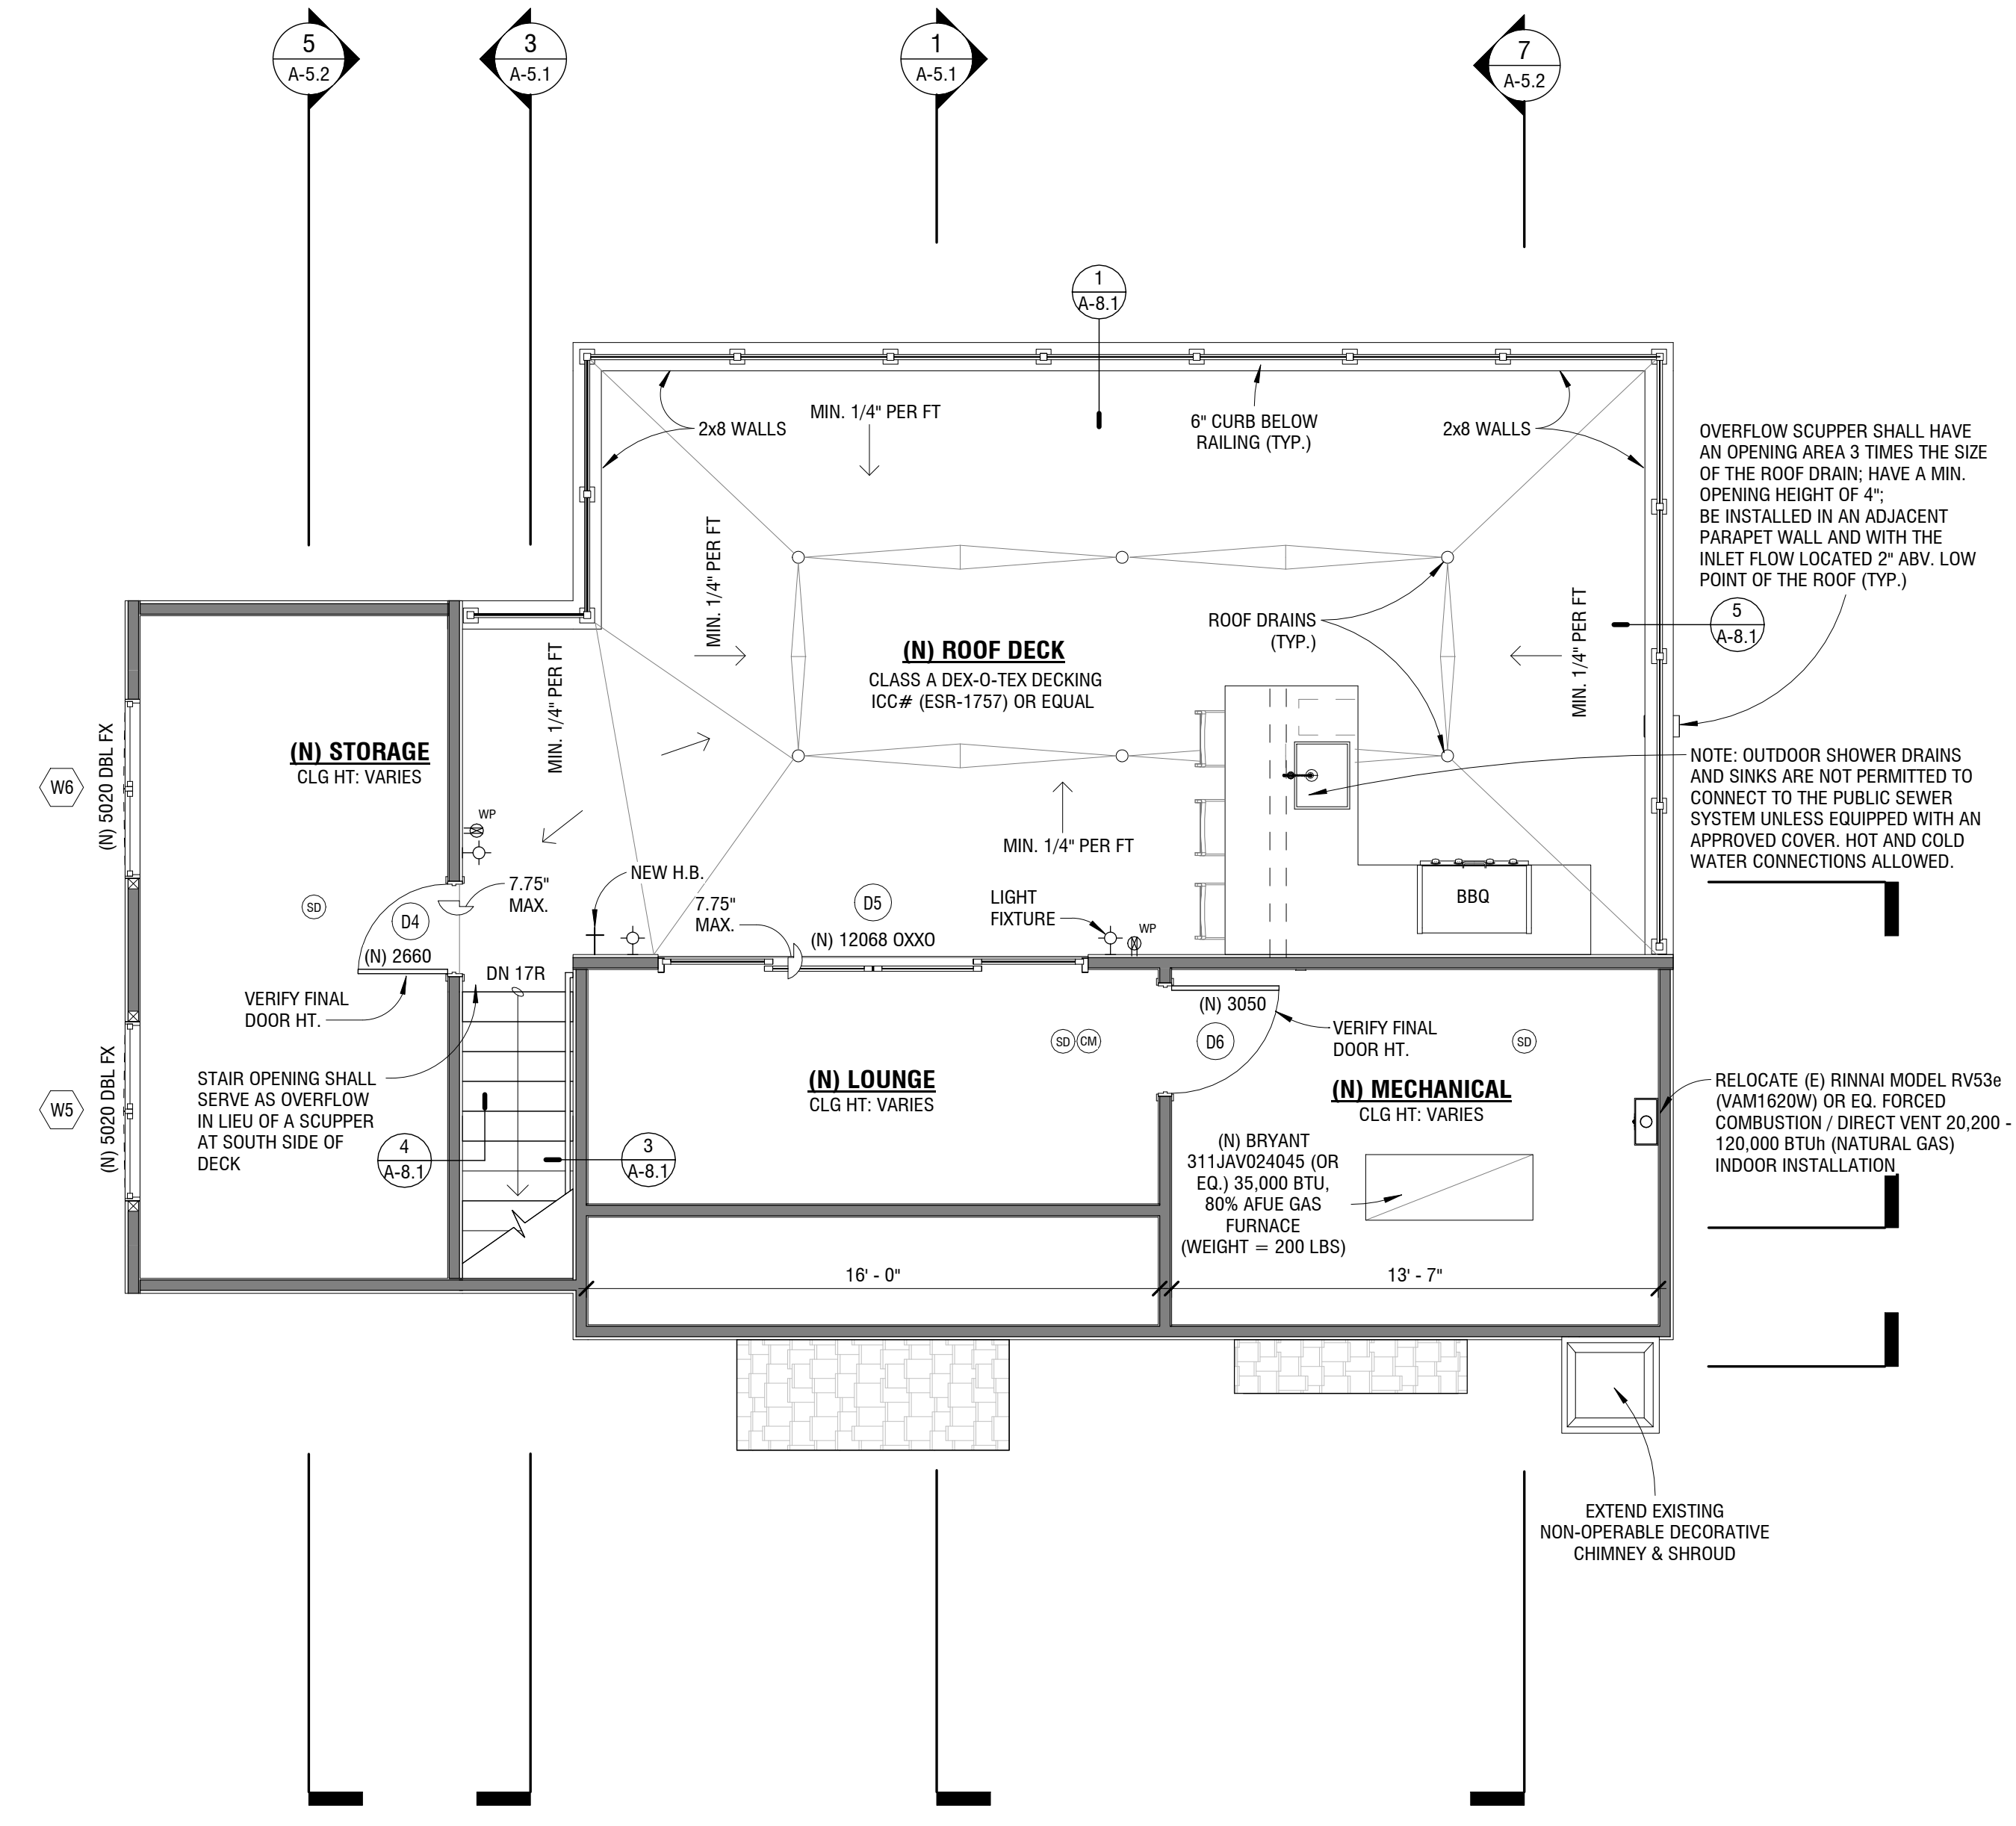 5
A-5.2
3
A-5.1
1
A-5.1
7
A-5.2
1
A-8.1
MIN. 1/4" PER FT
2x8 WALLS
6" CURB BELOW
RAILING (TYP.)
2x8 WALLS
OVERFLOW SCUPPER SHALL HAVE
AN OPENING AREA 3 TIMES THE SIZE
OF THE ROOF DRAIN; HAVE A MIN.
OPENING HEIGHT OF 4";
BE INSTALLED IN AN ADJACENT
PARAPET WALL AND WITH THE
INLET FLOW LOCATED 2" ABV. LOW
POINT OF THE ROOF (TYP.)
MIN. 1/4" PER FT
MIN. 1/4" PER FT
MIN. 1/4" PER FT
5
A-8.1
ROOF DRAINS
(TYP.)
(N) ROOF DECK
CLASS A DEX-O-TEX DECKING
ICC# (ESR-1757) OR EQUAL
(N) STORAGE
CLG HT: VARIES
W6
(N) 5020 DBL FX
NOTE: OUTDOOR SHOWER DRAINS
AND SINKS ARE NOT PERMITTED TO
CONNECT TO THE PUBLIC SEWER
SYSTEM UNLESS EQUIPPED WITH AN
APPROVED COVER. HOT AND COLD
WATER CONNECTIONS ALLOWED.
WP
MIN. 1/4" PER FT
NEW H.B.
7.75"
MAX.
SD
D4
(N) 2660
7.75"
MAX.
D5
(N) 12068 OXXO
LIGHT
FIXTURE
WP
BBQ
DN 17R
VERIFY FINAL
DOOR HT.
(N) 3050
D6
VERIFY FINAL
DOOR HT.
SD
CM
SD
(N) LOUNGE
CLG HT: VARIES
(N) MECHANICAL
CLG HT: VARIES
W5
(N) 5020 DBL FX
STAIR OPENING SHALL
SERVE AS OVERFLOW
IN LIEU OF A SCUPPER
AT SOUTH SIDE OF
DECK
4
A-8.1
3
A-8.1
RELOCATE (E) RINNAI MODEL RV53e
(VAM1620W) OR EQ. FORCED
COMBUSTION / DIRECT VENT 20,200 -
120,000 BTUh (NATURAL GAS)
INDOOR INSTALLATION
(N) BRYANT
311JAV024045 (OR
EQ.) 35,000 BTU,
80% AFUE GAS
FURNACE
(WEIGHT = 200 LBS)
16' - 0"
13' - 7"
EXTEND EXISTING
NON-OPERABLE DECORATIVE
CHIMNEY & SHROUD